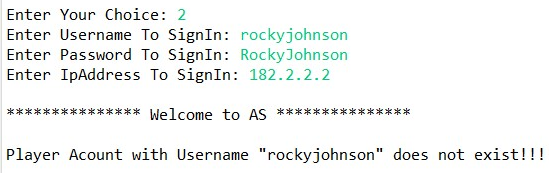 Enter Your Choice: 2
Enter Username To SignIn: rockyjohnson
Enter Password To SignIn: RockyJohnson
Enter IpAddress To SignIn: 182.2.2.2
*************** Welcome to AS ***************
Player Acount with Username "rockyjohnson" does not exist!!!